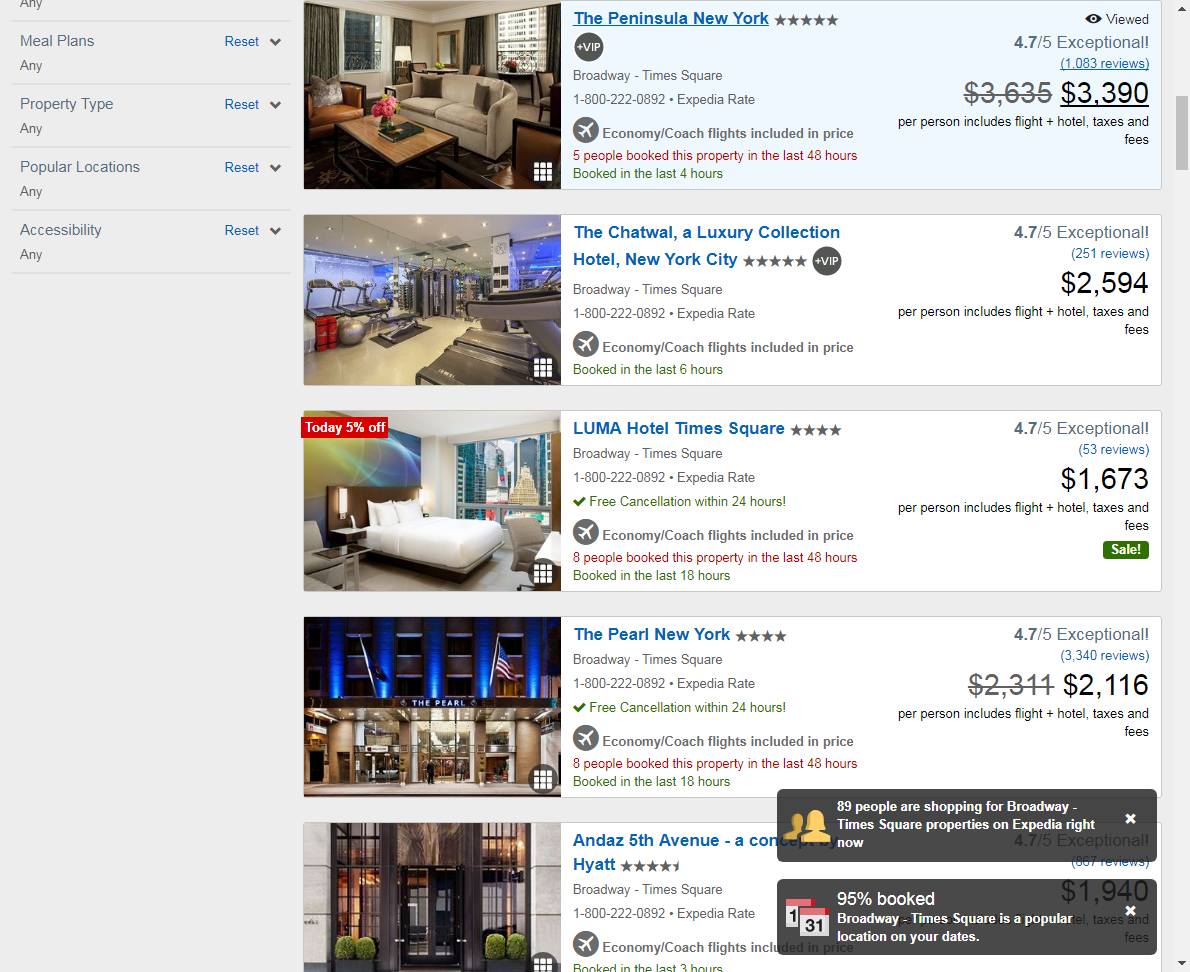 Any
Meal Plans
Reset
Any
Property Type
Reset
Any
Popular Locations
Reset
Any
Accessibility
Reset
Any
The Peninsula New York
Viewed
+VIP
4.7/5 Exceptional!
(1,083 reviews)
Broadway - Times Square
$3,635 $3,390
1-800-222-0892 • Expedia Rate
per person includes flight + hotel, taxes and
fees
Economy/Coach flights included in price
5 people booked this property in the last 48 hours
Booked in the last 4 hours
The Chatwal, a Luxury Collection
Hotel, New York City
+VIP
4.7/5 Exceptional!
(251 reviews)
$2,594
Broadway - Times Square
1-800-222-0892 • Expedia Rate
per person includes flight + hotel, taxes and
fees
Economy/Coach flights included in price
Booked in the last 6 hours
Today 5% off
LUMA Hotel Times Square
4.7/5 Exceptional!
(53 reviews)
Broadway - Times Square
$1,673
1-800-222-0892 • Expedia Rate
Free Cancellation within 24 hours!
per person includes flight + hotel, taxes and
fees
Sale!
Economy/Coach flights included in price
8 people booked this property in the last 48 hours
Booked in the last 18 hours
THE PEARL
The Pearl New York
4.7/5 Exceptional!
(3,340 reviews)
Broadway - Times Square
$2,311 $2,116
1-800-222-0892 • Expedia Rate
Free Cancellation within 24 hours!
per person includes flight + hotel, taxes and
fees
Economy/Coach flights included in price
8 people booked this property in the last 48 hours
Booked in the last 18 hours
Andaz 5th Avenue - a concept by
Hyatt
4.7/5 Exceptional!
(867 reviews)
Broadway - Times Square
$1,940
1-800-222-0892 • Expedia Rate
fees
Economy/Coach flights included in price
Booked in the last 3 hours
89 people are shopping for Broadway -
Times Square properties on Expedia right
now
1
31
95% booked
Broadway - Times Square is a popular
location on your dates.